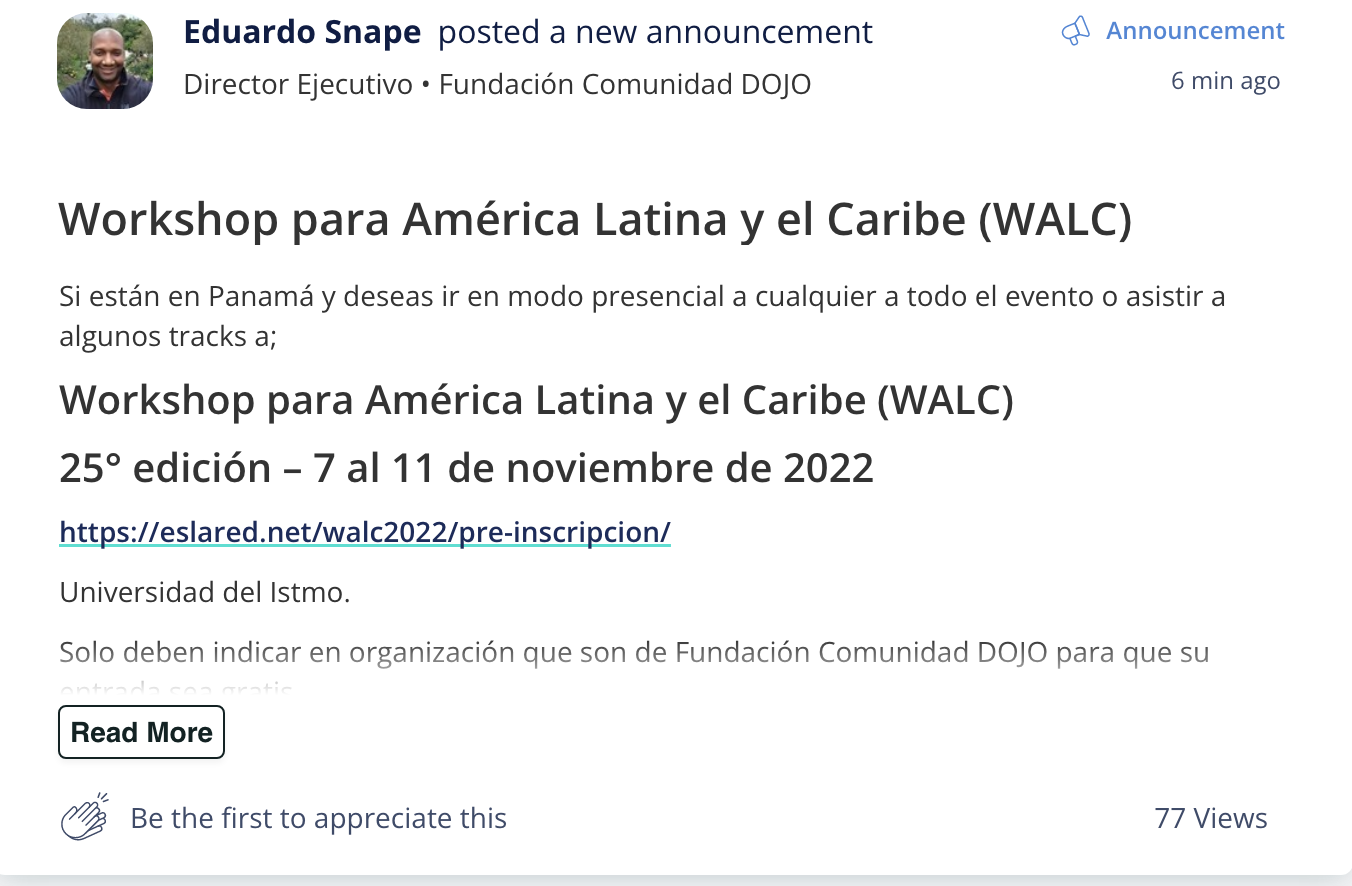 Eduardo Snape posted a new announcement
Announcement
Director Ejecutivo • Fundación Comunidad DOJO
6 min ago
Workshop para América Latina y el Caribe (WALC)
Si están en Panamá y deseas ir en modo presencial a cualquier a todo el evento o asistir a
algunos tracks a;
Workshop para América Latina y el Caribe (WALC)
25° edición – 7 al 11 de noviembre de 2022
https://eslared.net/walc2022/pre-inscripcion/
Universidad del Istmo.
Solo deben indicar en organización que son de Fundación Comunidad DOJO para que su
entrada sea gratis
Read More
Be the first to appreciate this
77 Views